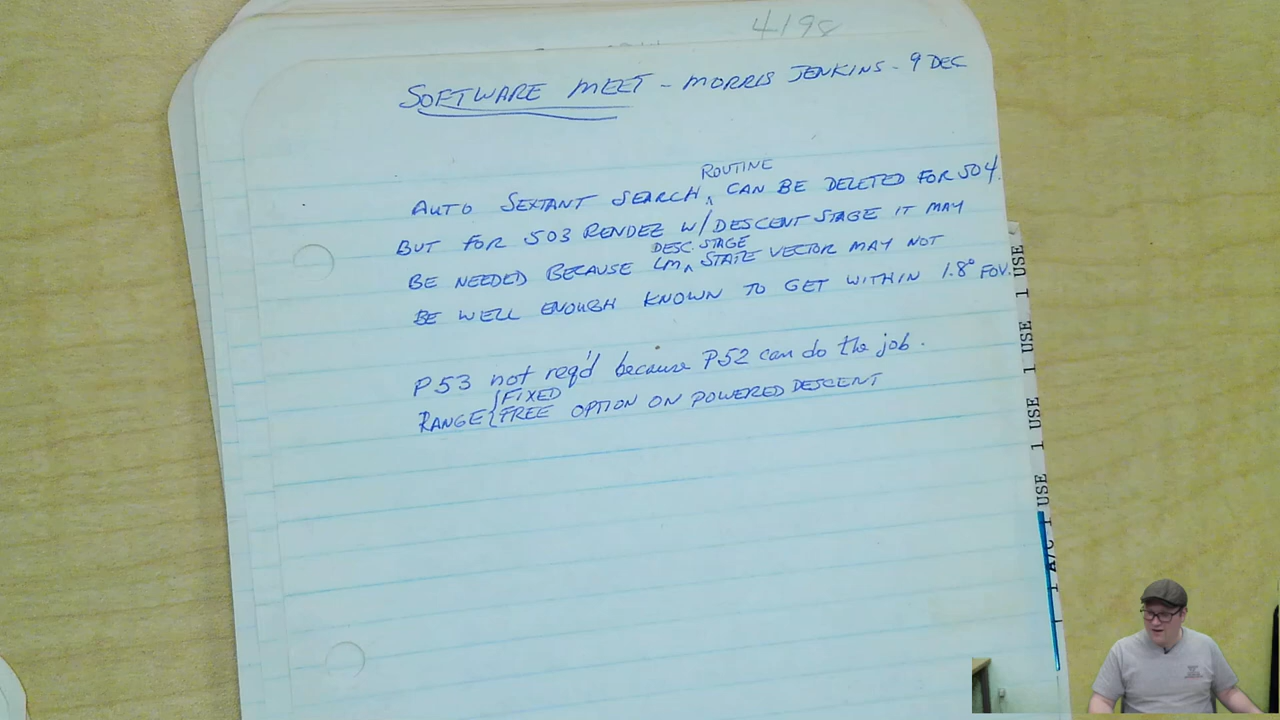 4198
SOFTWARE MEET - MORRIS JENKINS - 9 DEC
AUTO SEXTANT SEARCH ^ROUTINE CAN BE DELETED FOR 504.
BUT FOR 503 RENDEZ W/DESCENT STAGE IT MAY
BE NEEDED BECAUSE LM ^DESC. STAGE STATE VECTOR MAY NOT
BE WELL ENOUGH KNOWN TO GET WITHIN 1.8° FOV.
P53 not req'd because P52 can do the job.
RANGE { FIXED
FREE OPTION ON POWERED DESCENT
1 A/C 1 USE 1 USE 1 USE 1 USE